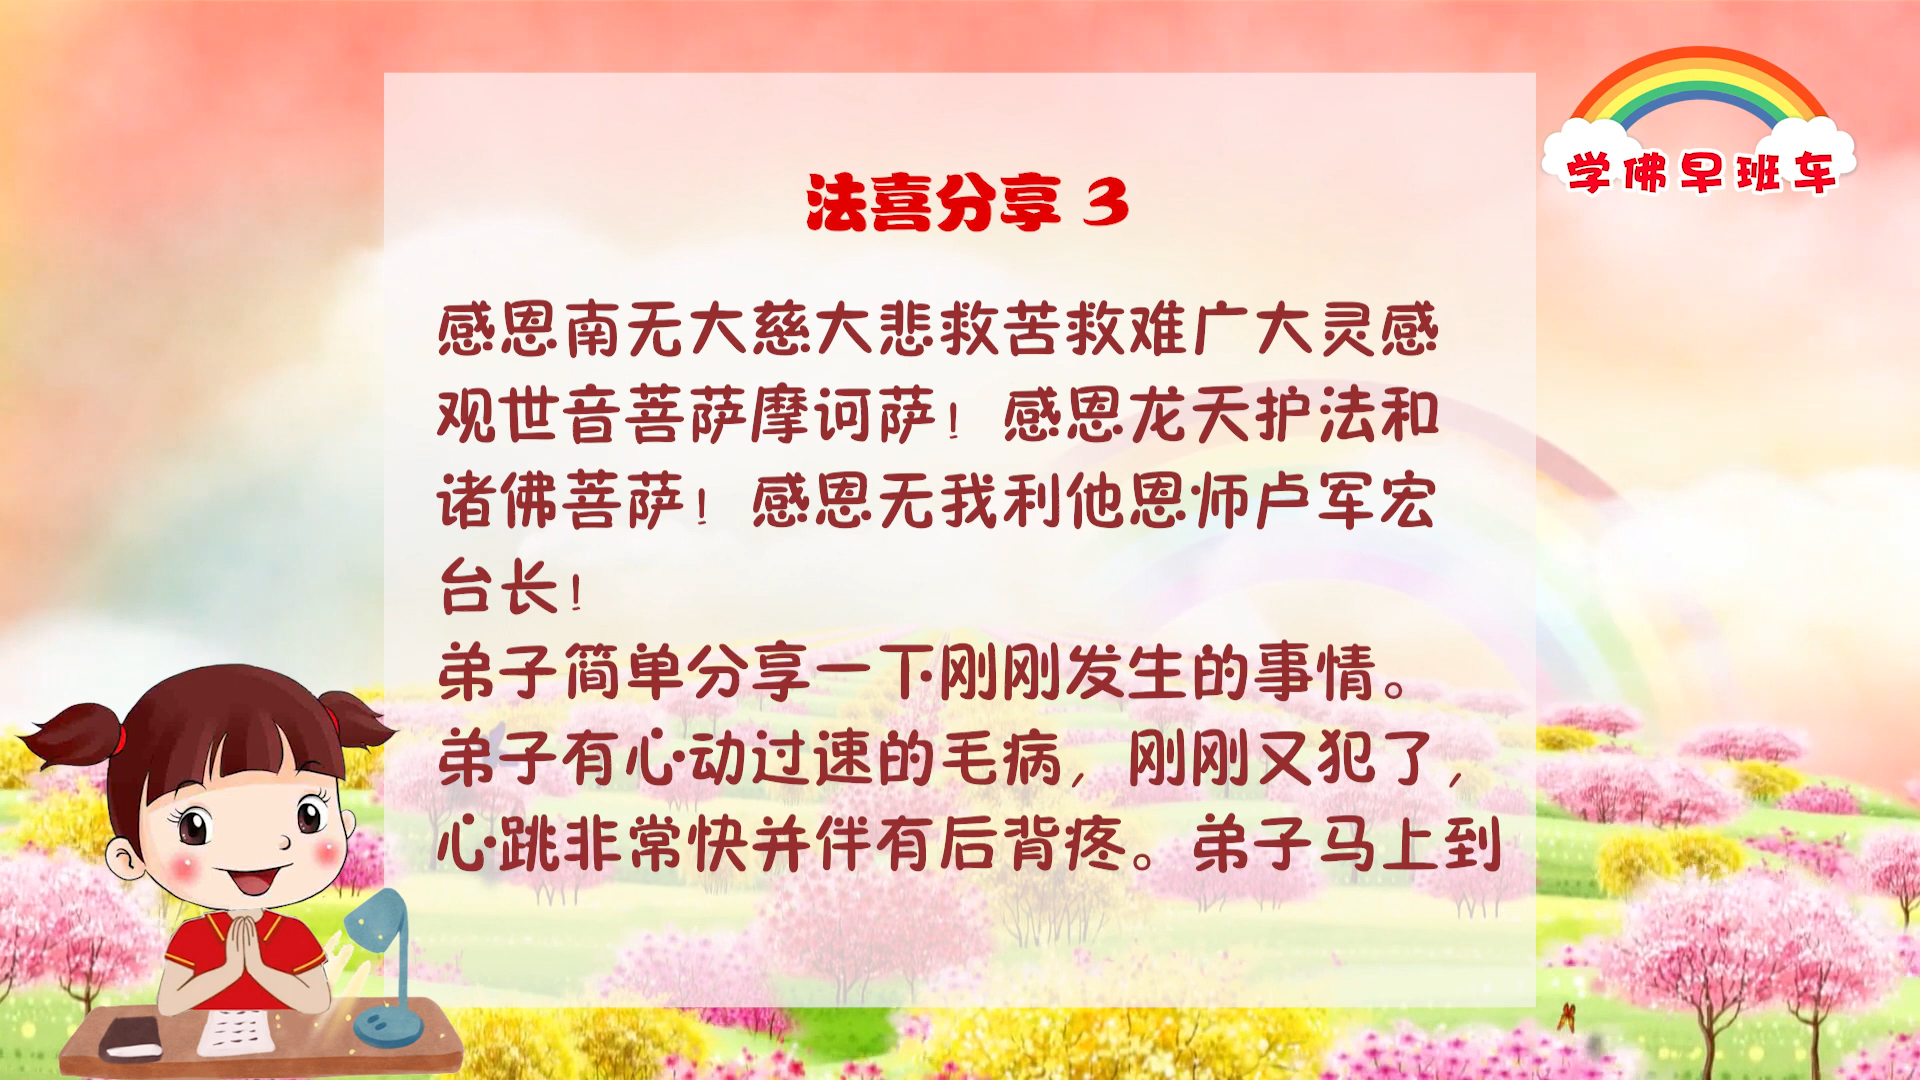 学佛早班车
法喜分享 3
感恩南无大慈大悲救苦救难广大灵感
观世音菩萨摩诃萨！感恩龙天护法和
诸佛菩萨！感恩无我利他恩师卢军宏
台长！
弟子简单分享一下刚刚发生的事情。
弟子有心动过速的毛病，刚刚又犯了，
心跳非常快并伴有后背疼。弟子马上到